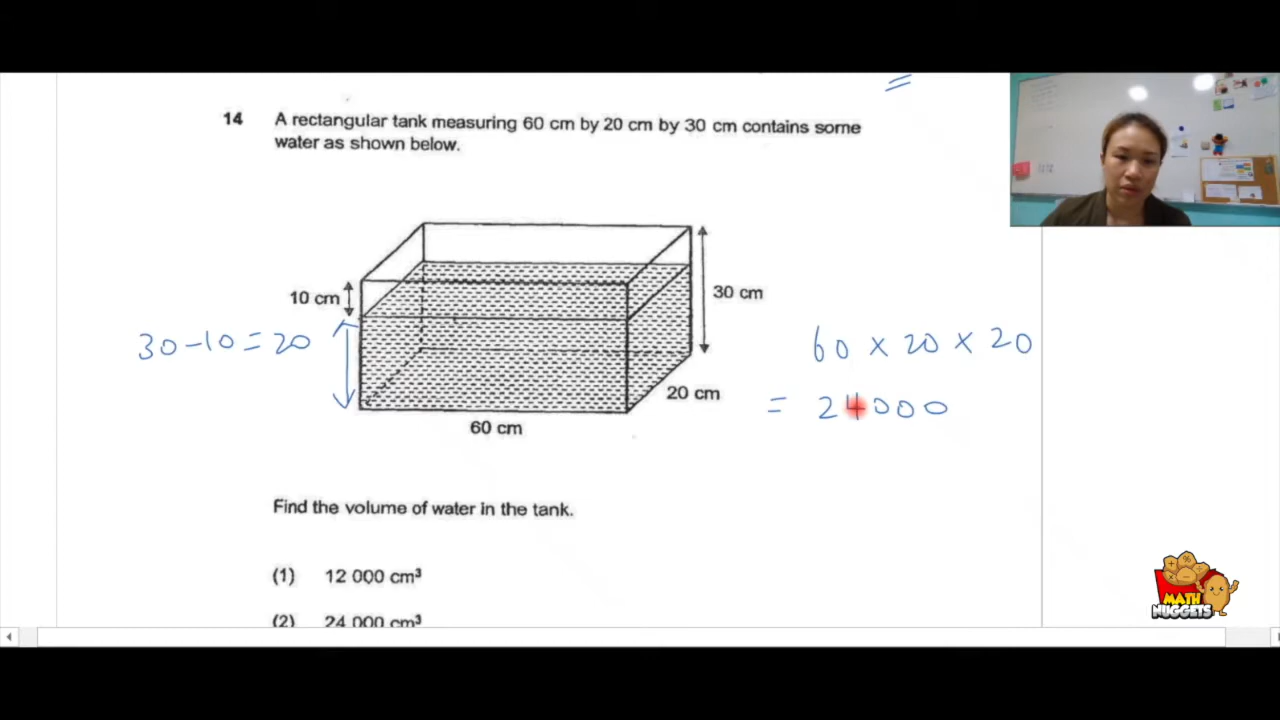 14 A rectangular tank measuring 60 cm by 20 cm by 30 cm contains some
water as shown below.
10 cm
30 cm
30-10=20
60 x 20 x 20
20 cm
= 24000
60 cm
Find the volume of water in the tank.
(1) 12 000 cm³
(2) 24 000 cm³
MATH
NUGGETS